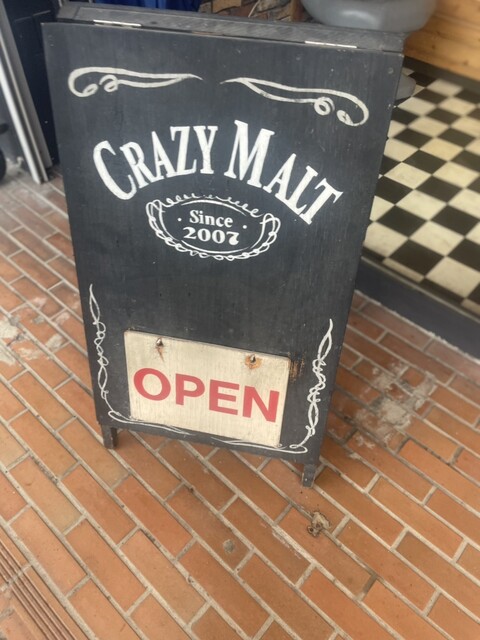 CRAZY MALT
· Since ·
2007
OPEN